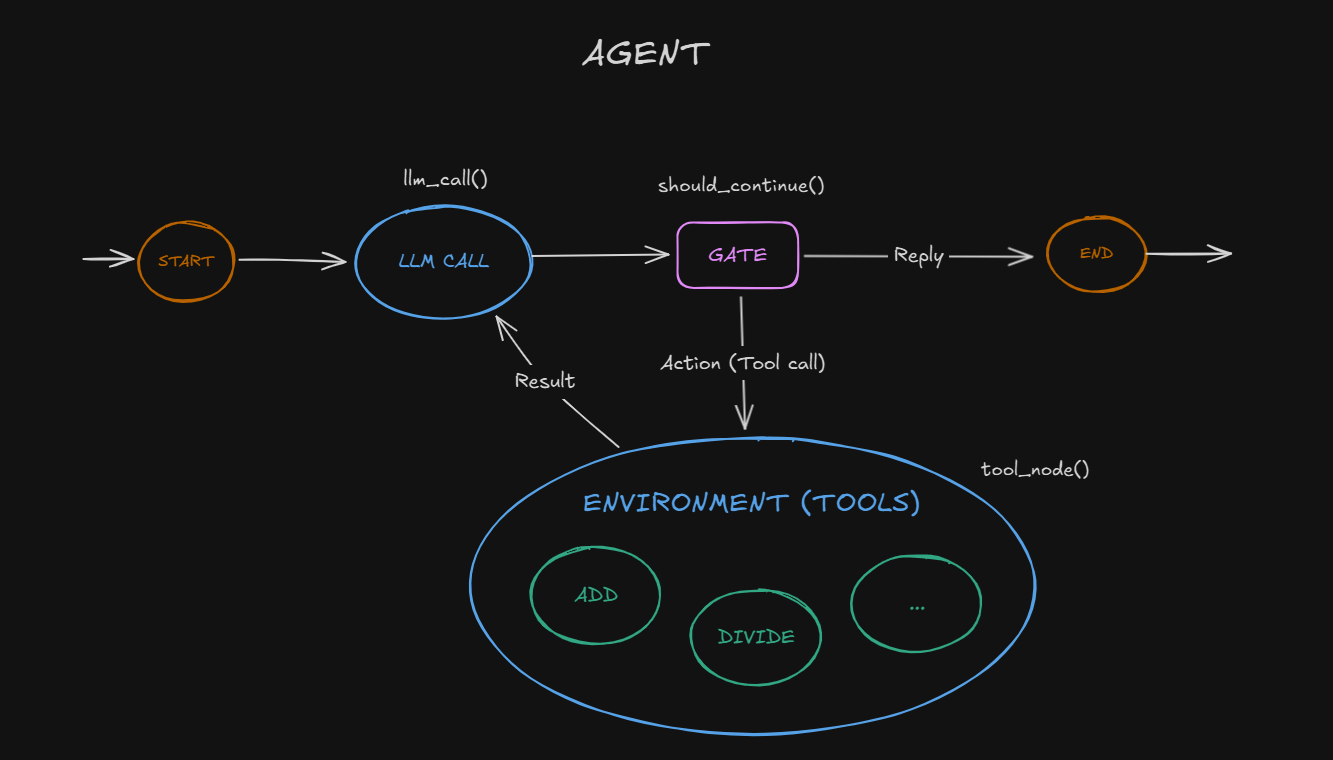 AGENT
llm_call()
should_continue()
START
LLM CALL
GATE
Reply
END
Action (Tool call)
Result
tool_node()
ENVIRONMENT (TOOLS)
ADD
DIVIDE
...